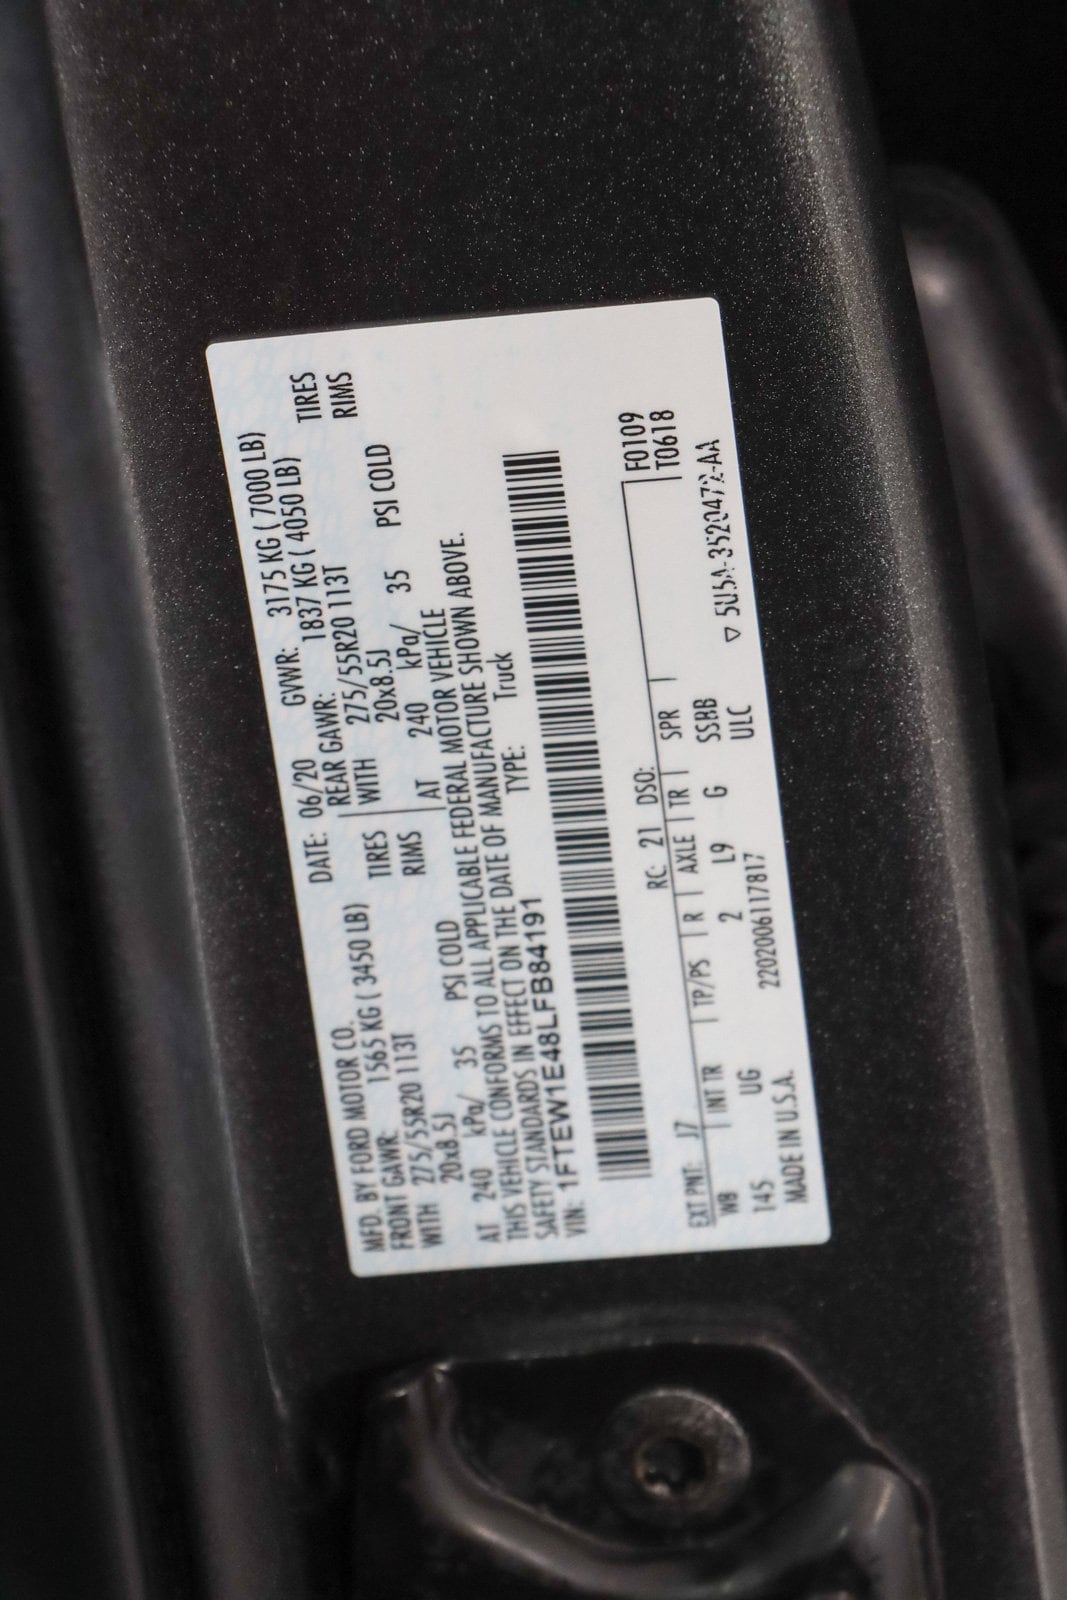 MFD. BY FORD MOTOR CO. DATE: 06/20 GVWR: 3175 KG ( 7000 LB)
FRONT GAWR: 1565 KG ( 3450 LB) REAR GAWR: 1837 KG ( 4050 LB)
WITH 275/55R20 113T TIRES WITH 275/55R20 113T TIRES
20x8.5J RIMS 20x8.5J RIMS
AT 240 kPa/ 35 PSI COLD AT 240 kPa/ 35 PSI COLD
THIS VEHICLE CONFORMS TO ALL APPLICABLE FEDERAL MOTOR VEHICLE
SAFETY STANDARDS IN EFFECT ON THE DATE OF MANUFACTURE SHOWN ABOVE.
VIN: 1FTEW1E48LFB84191 TYPE: Truck
F0109
EXT PNT: J7 RC: 21 DSO: T0618
WB INT TR TP/PS R AXLE TR SPR
145 UG 2 L9 G SSBB
MADE IN U.S.A. 2202006117817 ULC
▽ 5U5A-3520472-AA